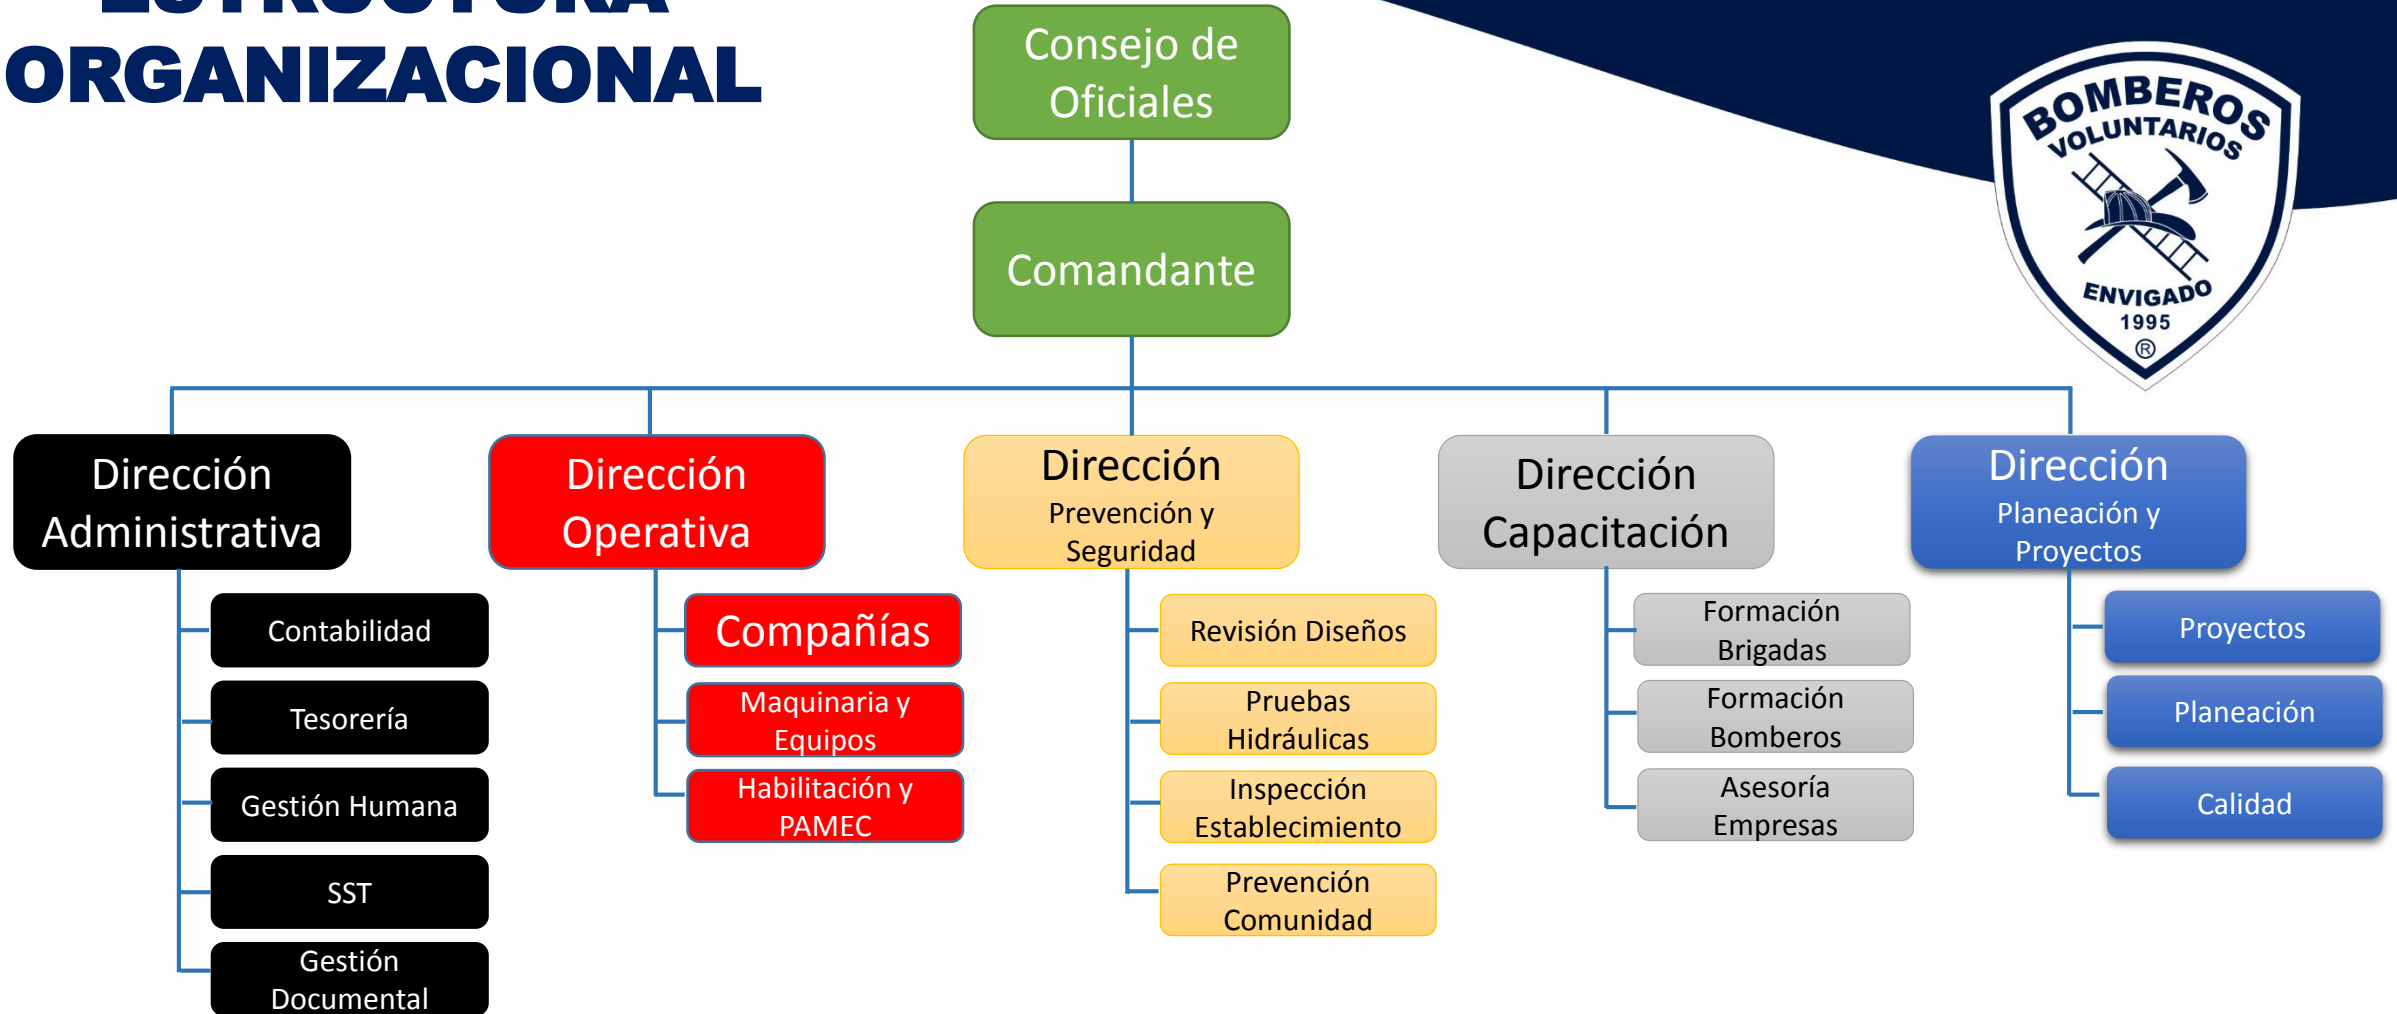 ESTRUCTURA
ORGANIZACIONAL
Consejo de
Oficiales
Comandante
BOMBEROS
VOLUNTARIOS
ENVIGADO
1995
®
Dirección
Administrativa
Contabilidad
Tesorería
Gestión Humana
SST
Gestión
Documental
Dirección
Operativa
Compañías
Maquinaria y
Equipos
Habilitación y
PAMEC
Dirección
Prevención y
Seguridad
Revisión Diseños
Pruebas
Hidráulicas
Inspección
Establecimiento
Prevención
Comunidad
Dirección
Capacitación
Formación
Brigadas
Formación
Bomberos
Asesoría
Empresas
Dirección
Planeación y
Proyectos
Proyectos
Planeación
Calidad